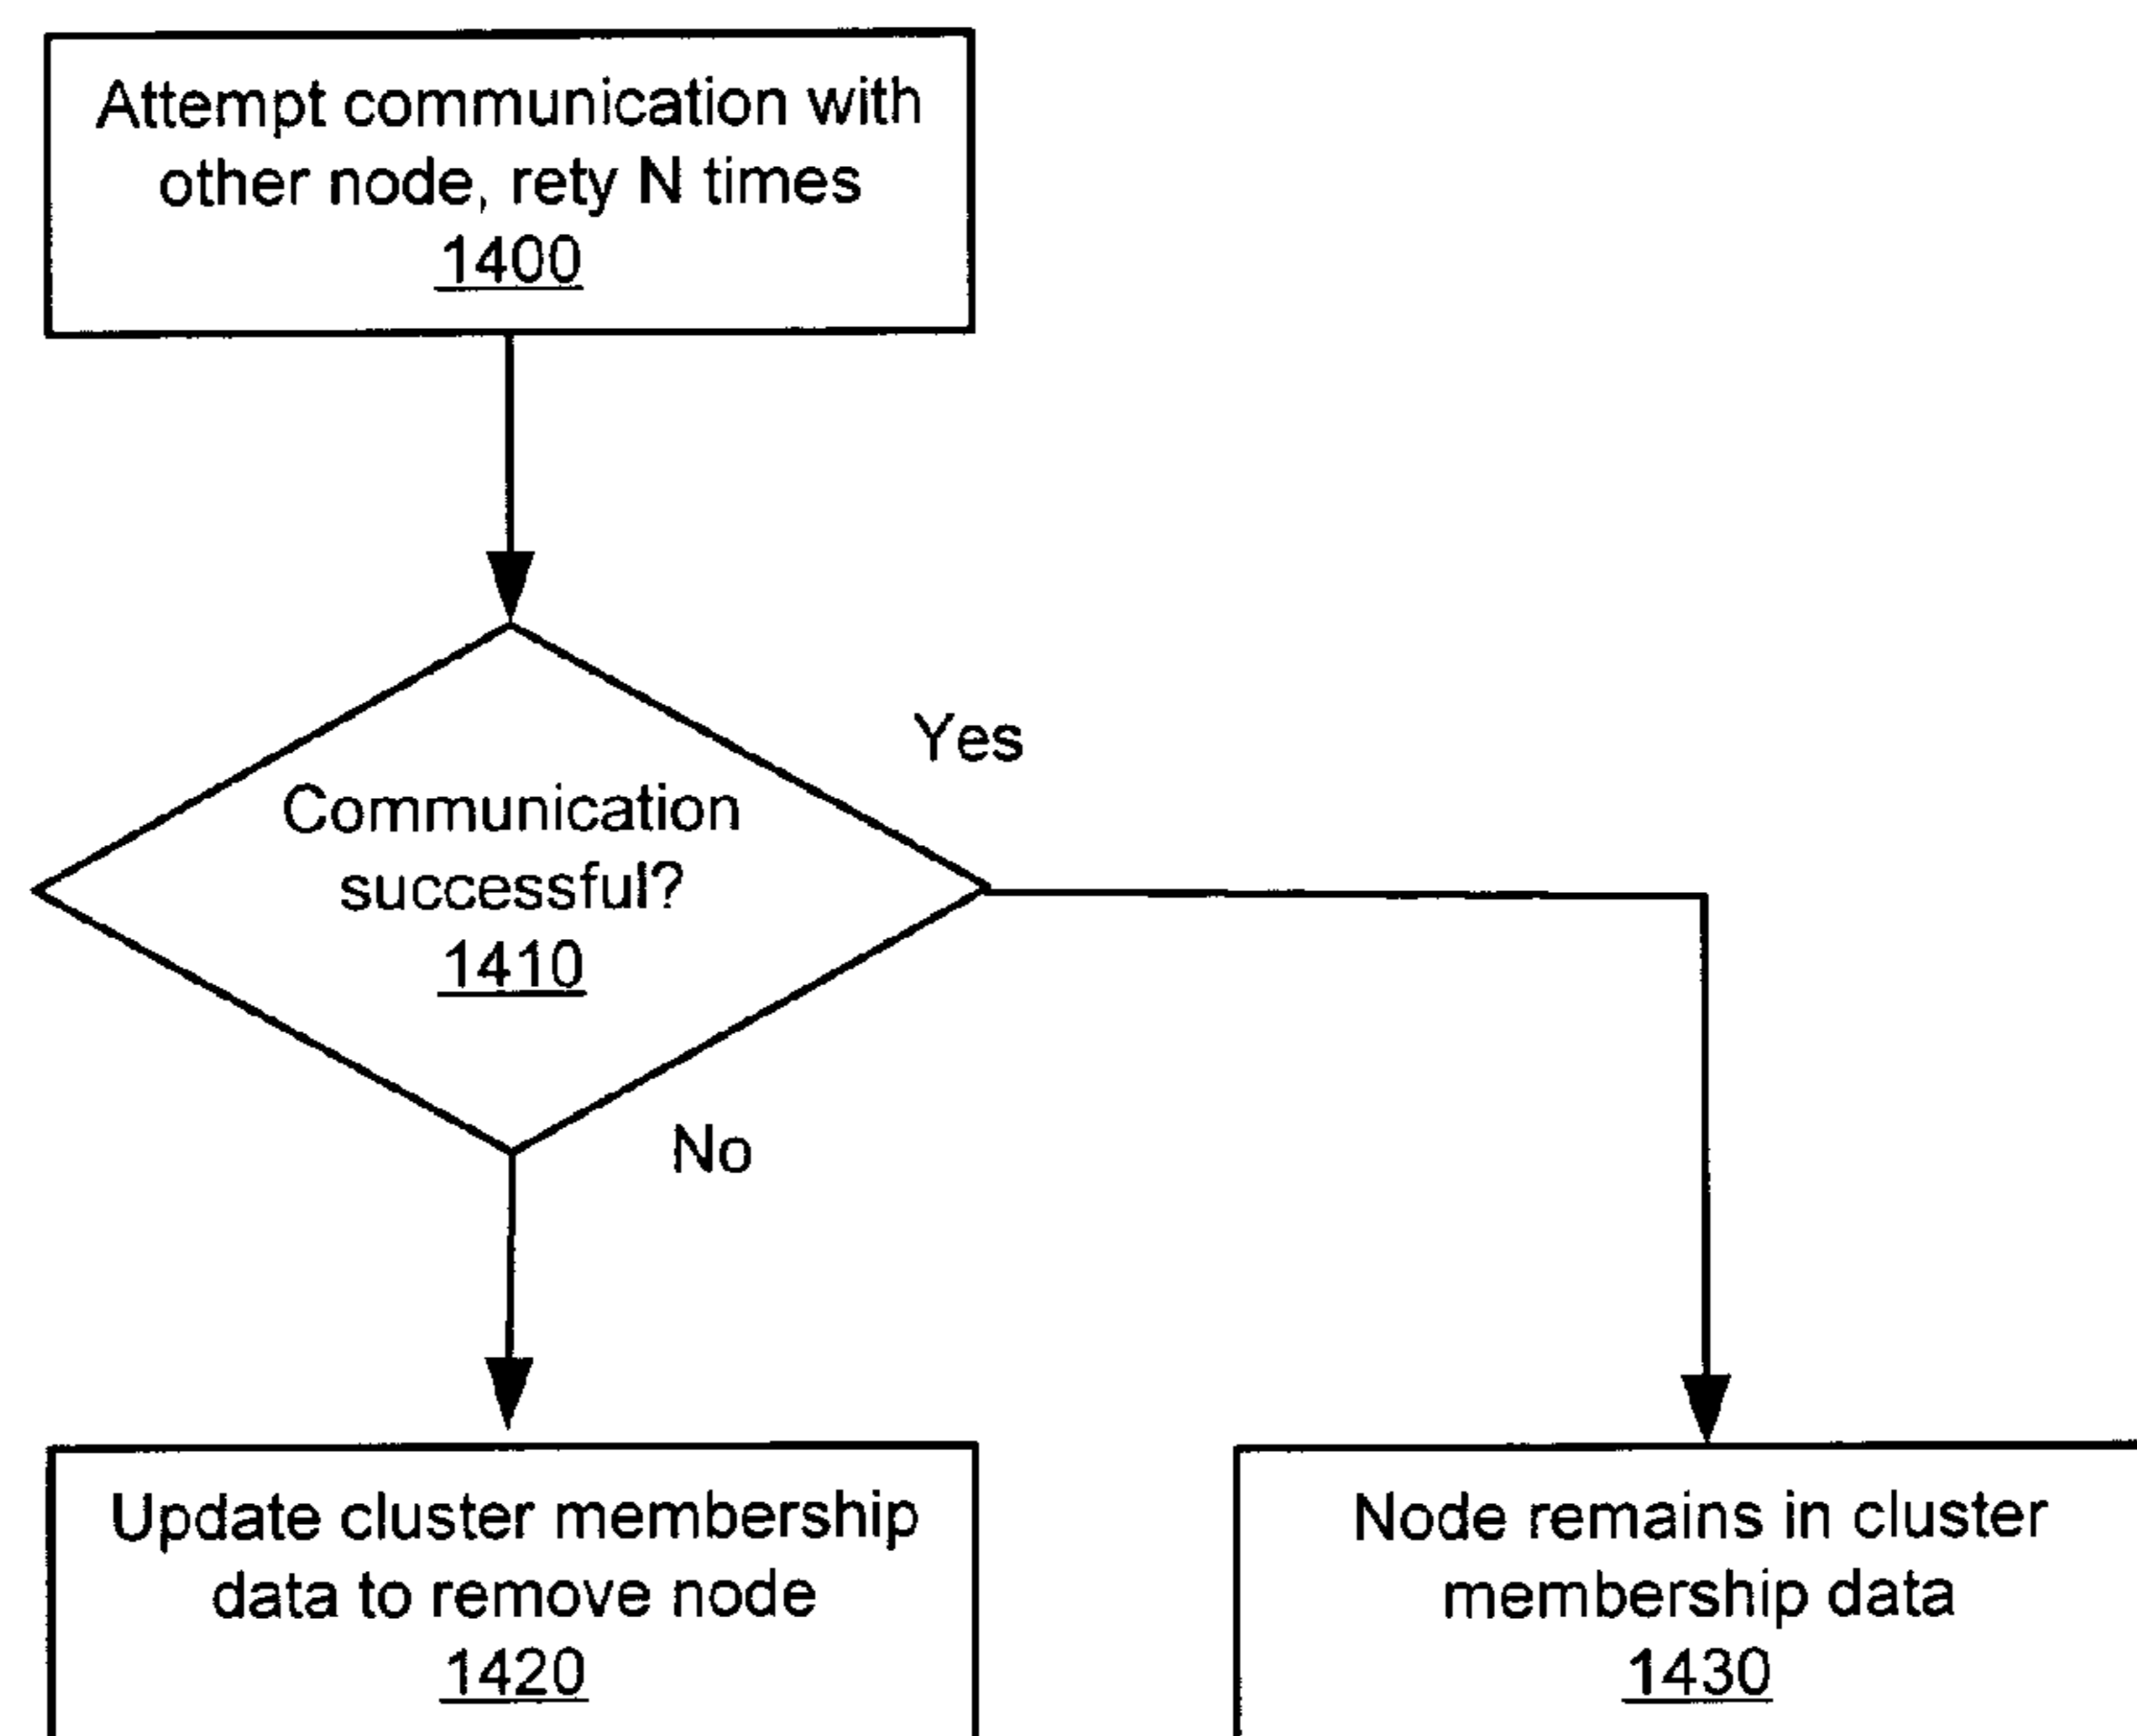 Attempt communication with
other node, rety N times
1400
Yes
Communication
successful?
1410
No
Update cluster membership
data to remove node
1420
Node remains in cluster
membership data
1430